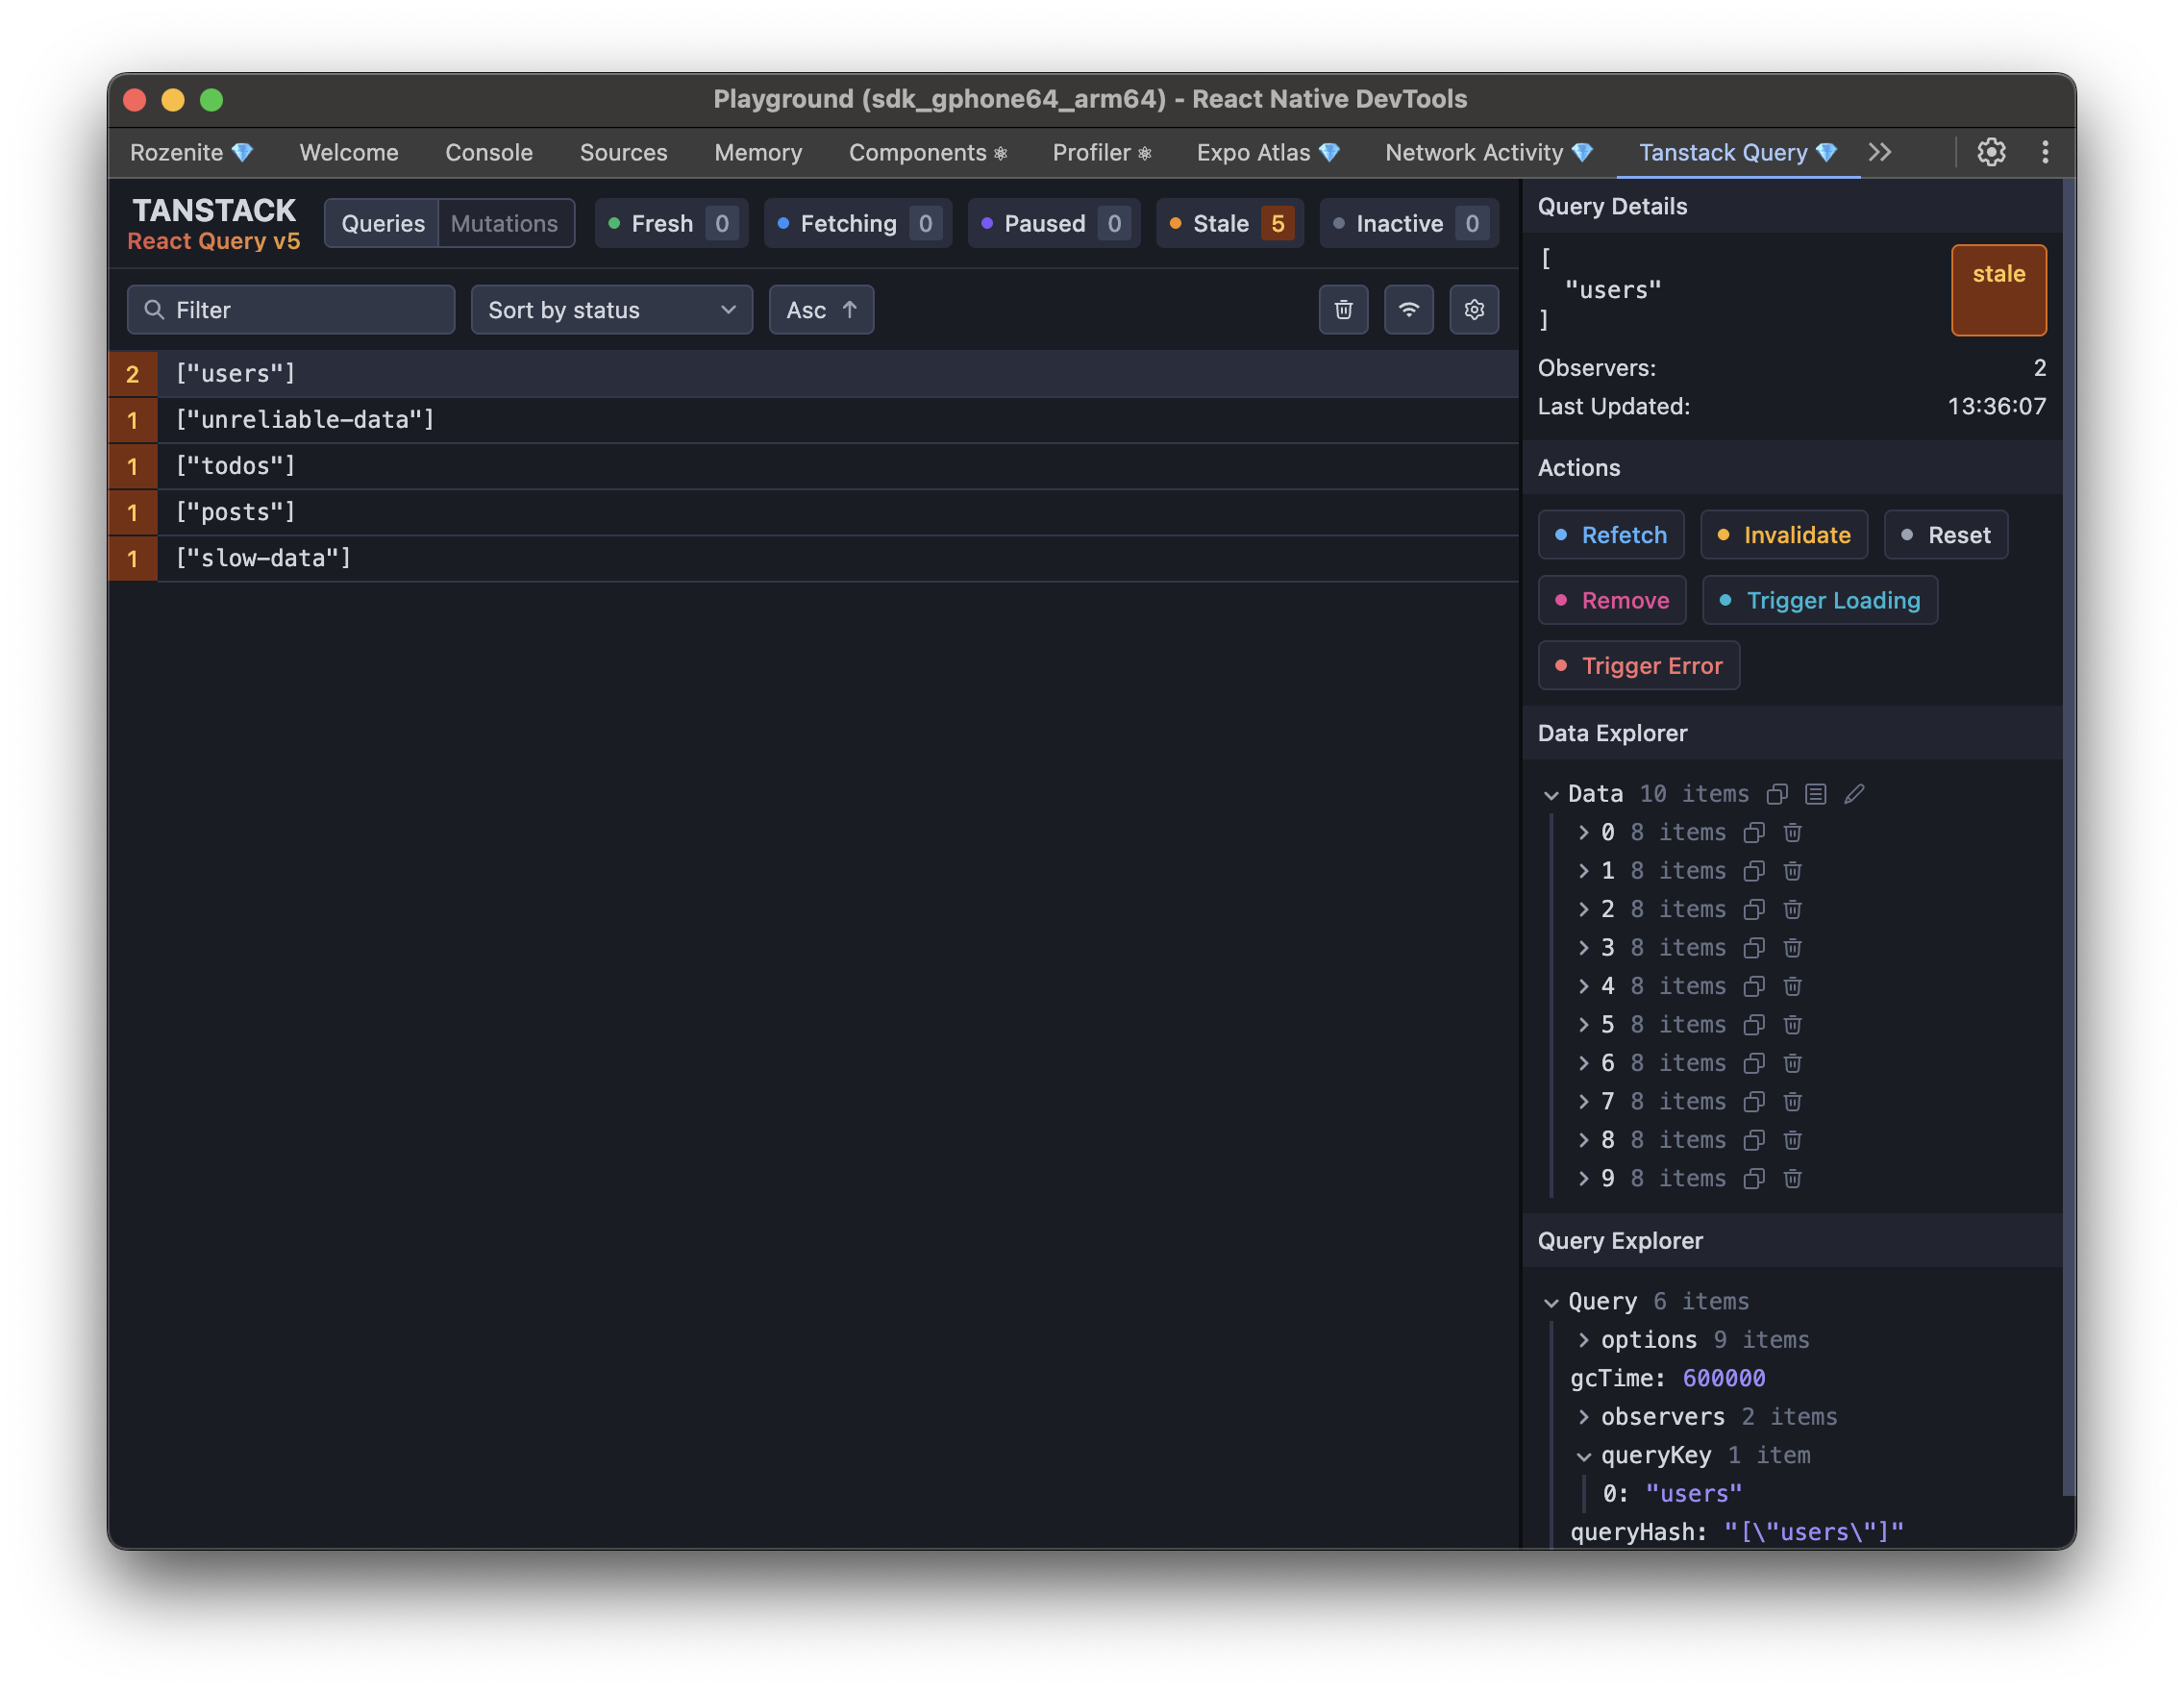 Playground (sdk_gphone64_arm64) - React Native DevTools
Rozenite 💎 Welcome Console Sources Memory Components ⚛ Profiler ⚛ Expo Atlas 💎 Network Activity 💎 Tanstack Query 💎
TANSTACK
React Query v5
Queries Mutations Fresh 0 Fetching 0 Paused 0 Stale 5 Inactive 0
Filter Sort by status Asc ↑
2 ["users"]
1 ["unreliable-data"]
1 ["todos"]
1 ["posts"]
1 ["slow-data"]
Query Details
[
"users"
]
stale
Observers: 2
Last Updated: 13:36:07
Actions
Refetch Invalidate Reset
Remove Trigger Loading
Trigger Error
Data Explorer
Data 10 items
0 8 items
1 8 items
2 8 items
3 8 items
4 8 items
5 8 items
6 8 items
7 8 items
8 8 items
9 8 items
Query Explorer
Query 6 items
options 9 items
gcTime: 600000
observers 2 items
queryKey 1 item
0: "users"
queryHash: "[\"users\"]"